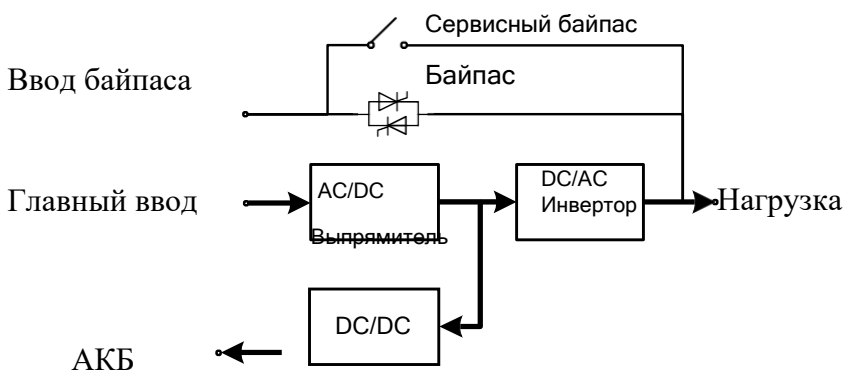 Сервисный байпас
Ввод байпаса
Байпас
Главный ввод
AC/DC
Выпрямитель
DC/AC
Инвертор
Нагрузка
DC/DC
АКБ